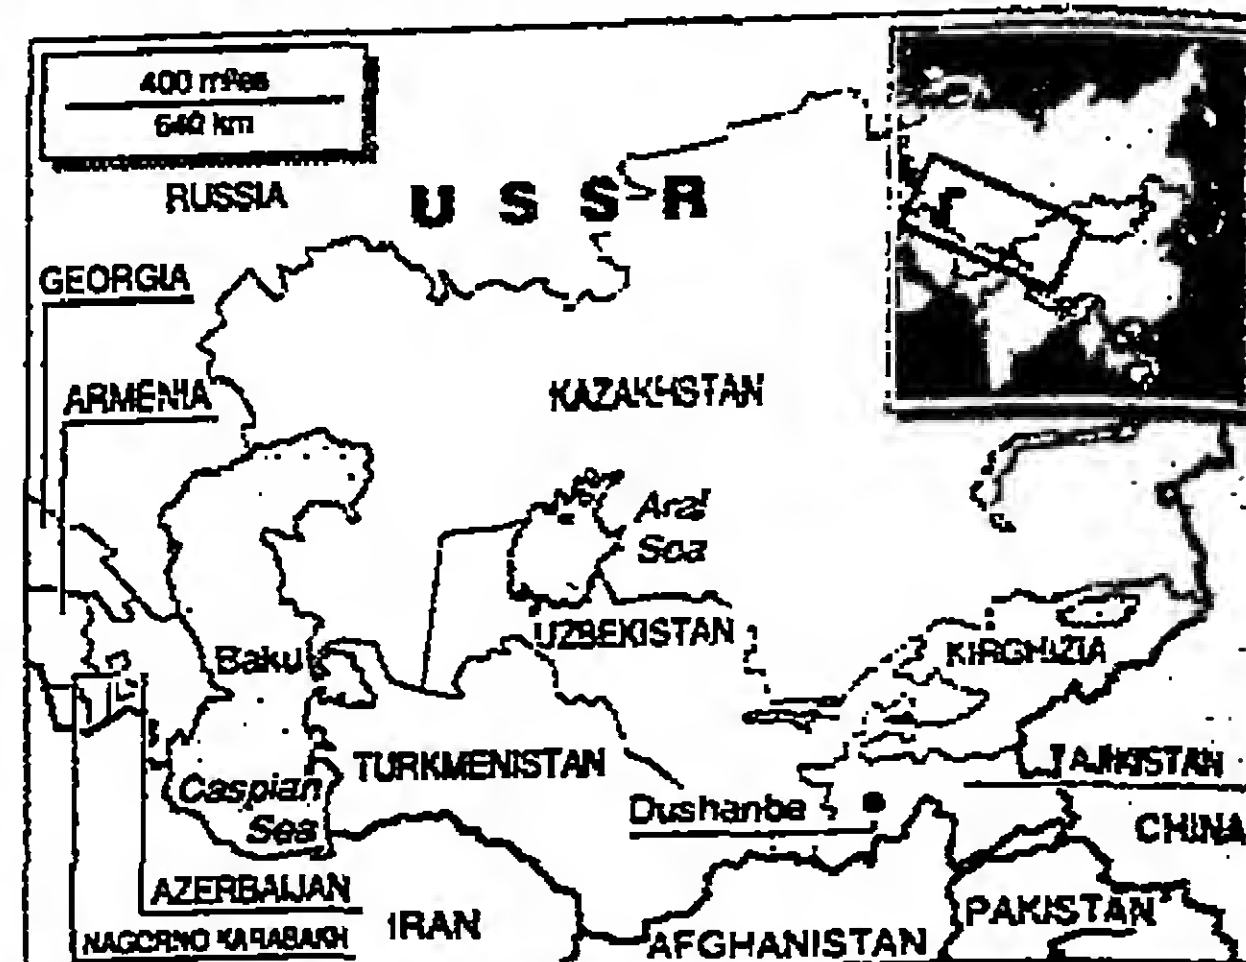 400 miles
640 km
RUSSIA
USSR
GEORGIA
ARMENIA
KAZAKHSTAN
Aral
Sea
UZBEKISTAN
KIRGHIZIA
Baku
TURKMENISTAN
TAJIKISTAN
Caspian
Sea
Dushanbe
CHINA
AZERBAIJAN
IRAN
PAKISTAN
AFGHANISTAN
NAGORNO KARABAKH